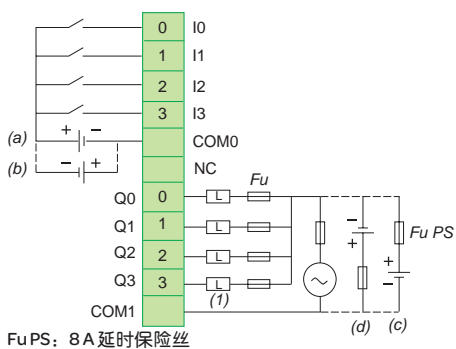 0 I0
1 I1
2 I2
3 I3
(a) + − COM0
(b) − + NC
Q0 0 L Fu
Q1 1 L
Q2 2 L
Q3 3 L
(1)
− + + − Fu PS
COM1
(d) (c)
Fu PS：8 A 延时保险丝